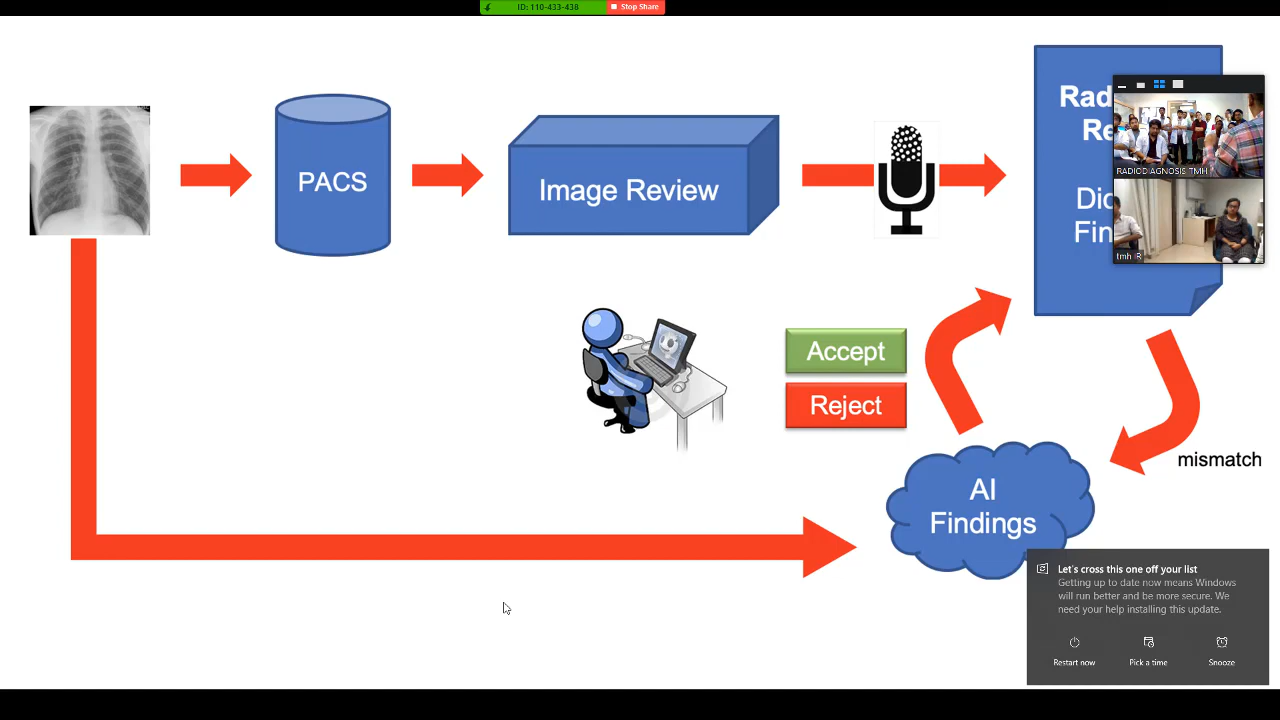 ID: 110-433-438
Stop Share
PACS
Image Review
Rad
Re
Dic
Fin
RADIODIAGNOSIS TMH
tmh IR
Accept
Reject
mismatch
AI
Findings
Let's cross this one off your list
Getting up to date now means Windows
will run better and be more secure. We
need your help installing this update.
Restart now
Pick a time
Snooze